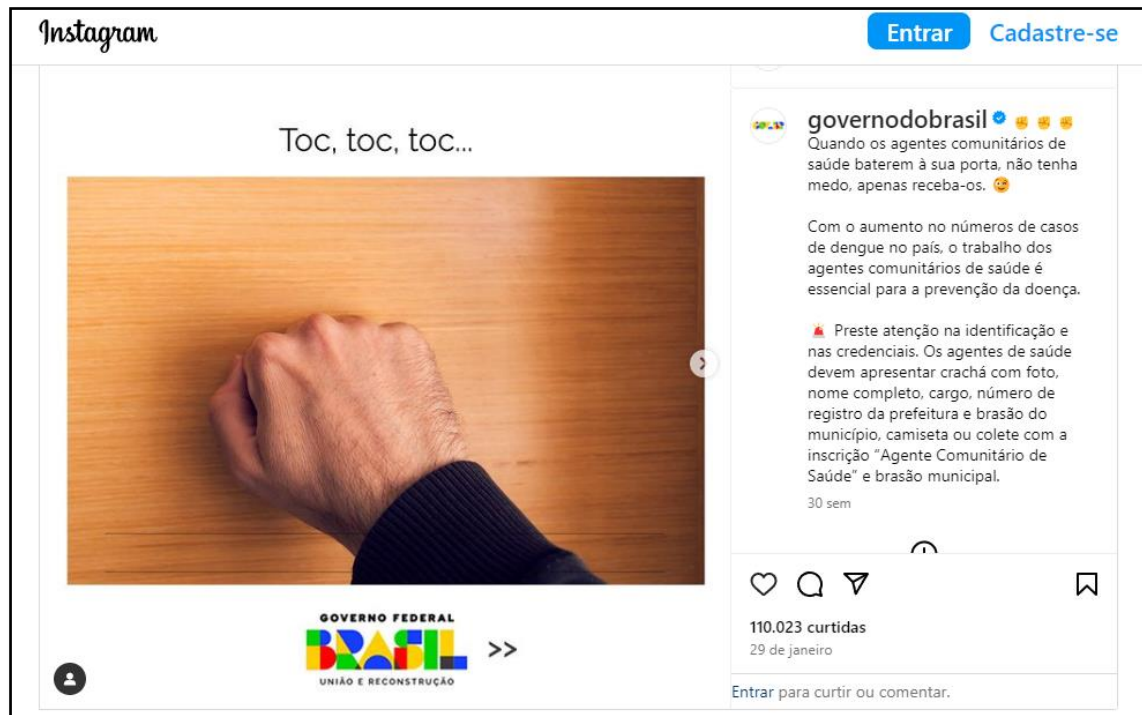 Instagram
Entrar
Cadastre-se
Toc, toc, toc...
GOVERNO FEDERAL
BRASIL
UNIÃO E RECONSTRUÇÃO
>>
governodobrasil ✊ ✊ ✊
Quando os agentes comunitários de
saúde baterem à sua porta, não tenha
medo, apenas receba-os. 😉
Com o aumento no números de casos
de dengue no país, o trabalho dos
agentes comunitários de saúde é
essencial para a prevenção da doença.
🚨 Preste atenção na identificação e
nas credenciais. Os agentes de saúde
devem apresentar crachá com foto,
nome completo, cargo, número de
registro da prefeitura e brasão do
município, camiseta ou colete com a
inscrição “Agente Comunitário de
Saúde” e brasão municipal.
30 sem
110.023 curtidas
29 de janeiro
Entrar para curtir ou comentar.